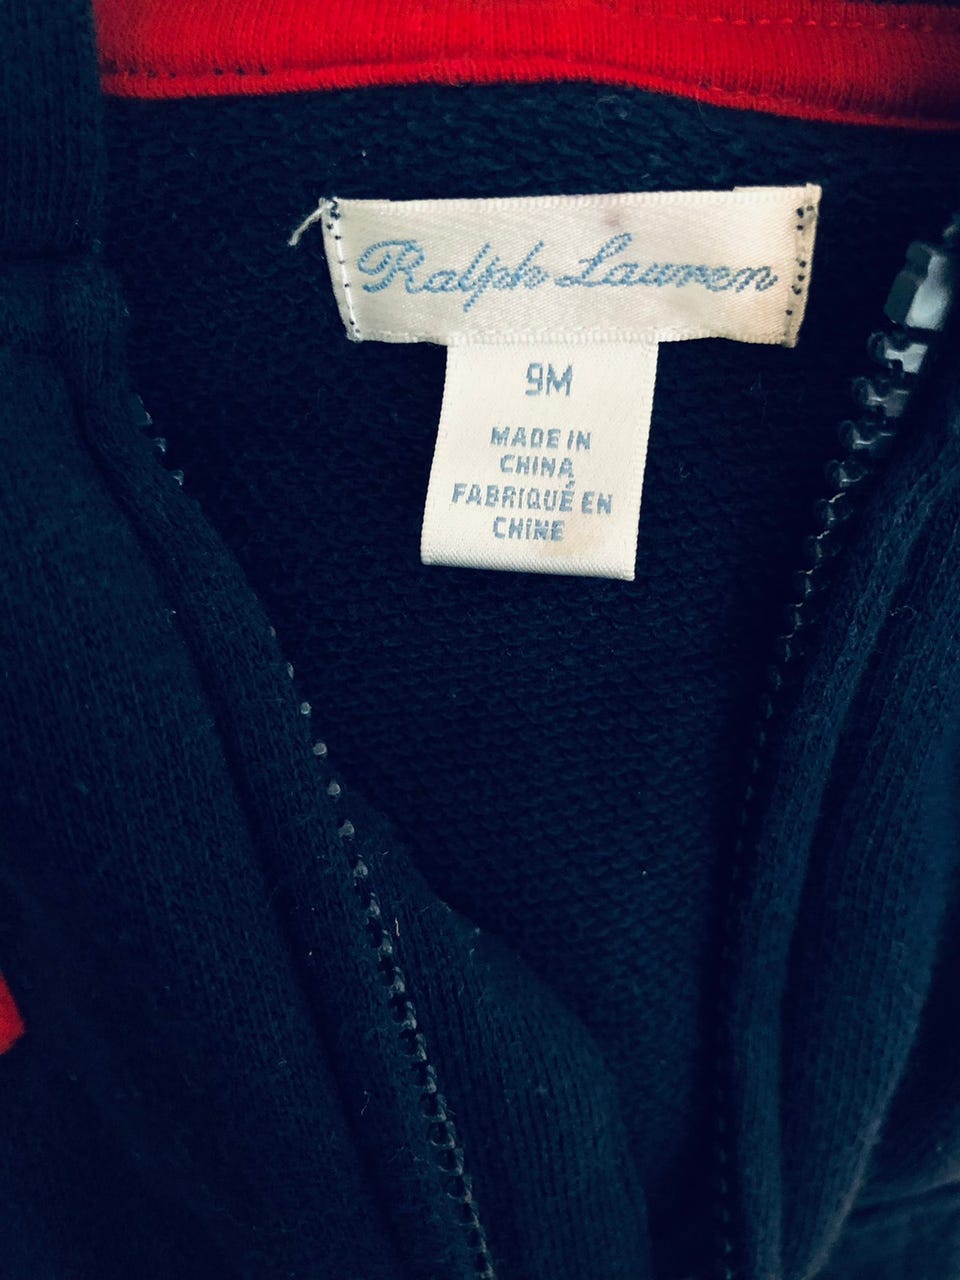 Ralph Lauren
9M
MADE IN
CHINA
FABRIQUÉ EN
CHINE